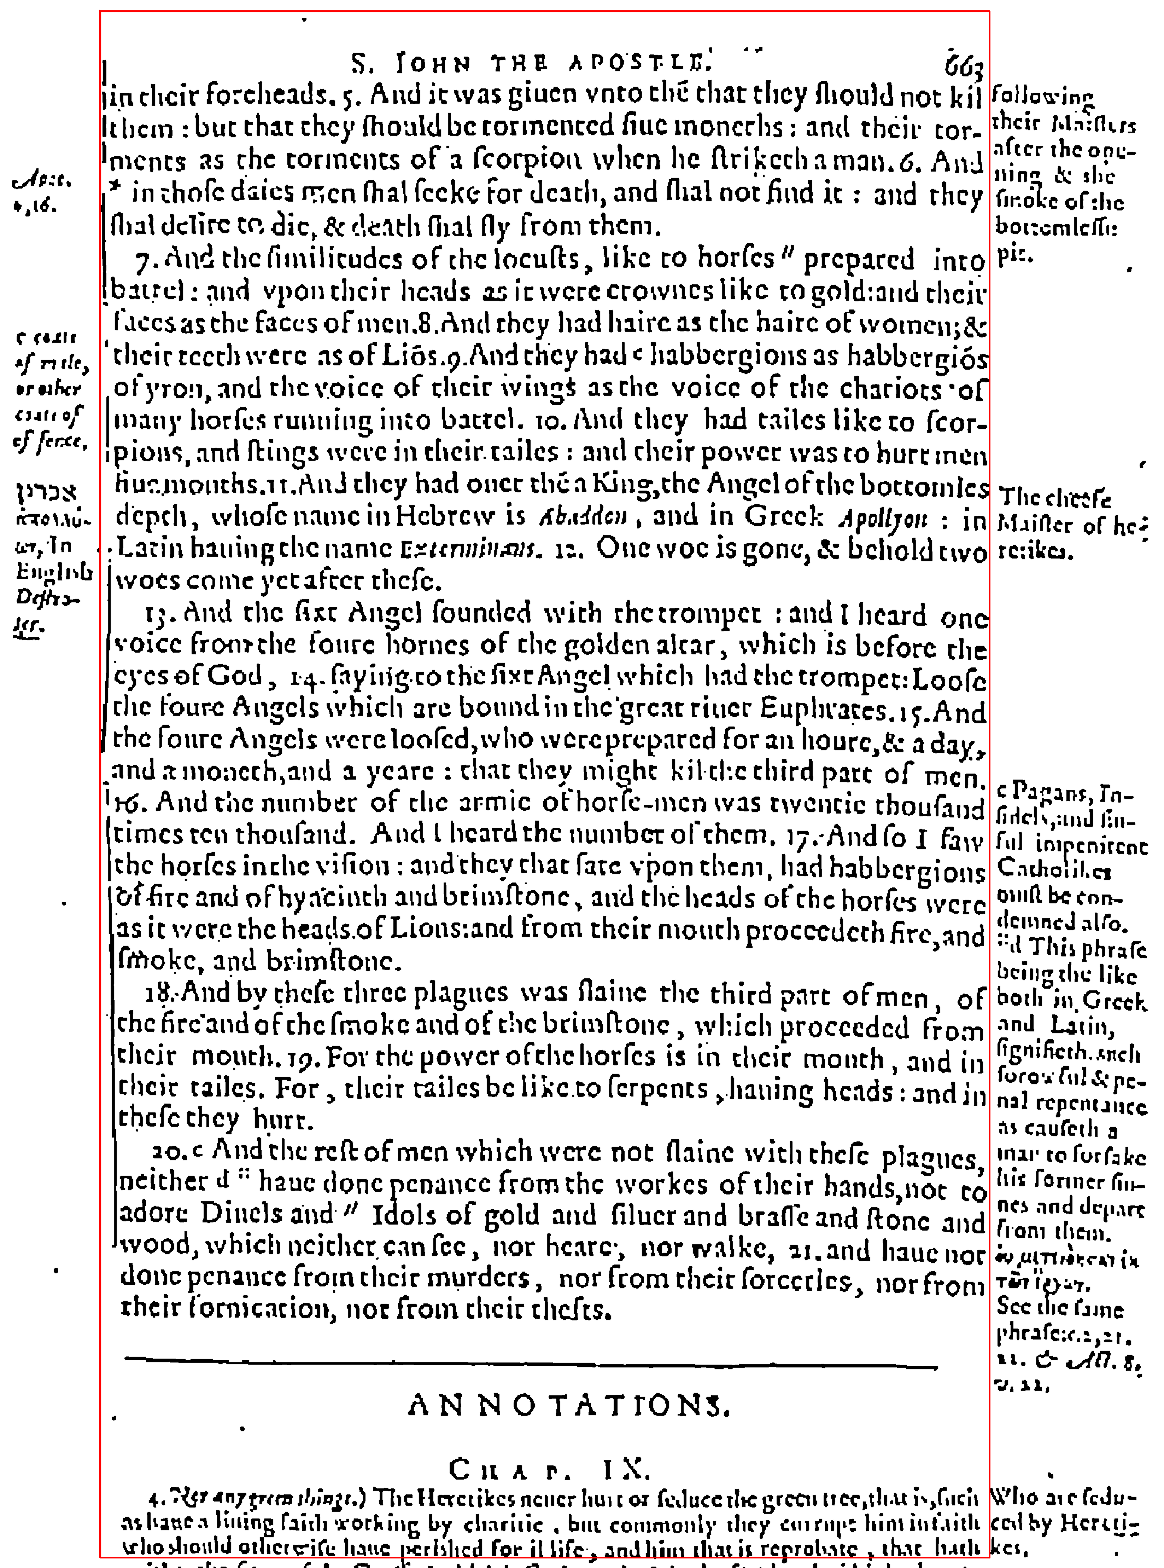 S. IOHN THE APOSTLE.
663
in their forcheads. 5. And it was giuen vnto thē that they ſhould not kil
them : but that they ſhould be tormented fiue moneths : and their tor-
ments as the torments of a ſcorpion when he ſtriketh a man. 6. And
* in thoſe daies men ſhal ſeeke for death, and ſhal not find it : and they
ſhal deſire to die, & death ſhal fly from them.
7. And the ſimilitudes of the locuſts, like to horſes " prepared into
battel : and vpon their heads as it were crownes like to gold: and their
faces as the faces of men. 8. And they had haire as the haire of women; &
their teeth were as of Liōs. 9. And they had c habbergions as habbergiōs
of yron, and the voice of their wings as the voice of the chariots of
many horſes running into battel. 10. And they had tailes like to ſcor-
pions, and ſtings were in their tailes : and their power was to hurt men
fiue mouths. 11. And they had ouer thē a King, the Angel of the bottomles
depth, whoſe name in Hebrew is Abaddon, and in Greek Apollyon : in
Latin hauing the name Exterminans. 12. One woe is gone, & behold two
woes come yet after theſe.
13. And the ſixt Angel ſounded with the trompet : and I heard one
voice from the foure hornes of the golden altar, which is before the
eyes of God, 14. ſaying to the ſixt Angel which had the trompet: Looſe
the foure Angels which are bound in the great riuer Euphrates. 15. And
the foure Angels were looſed, who were prepared for an houre, & a day,
and a moneth, and a yeare : that they might kil the third part of men.
16. And the number of the armie of horſe-men was twentie thouſand
times ten thouſand. And I heard the number of them. 17. And ſo I ſaw
the horſes in the viſion : and they that ſate vpon them, had habbergions
of fire and of hyacinth and brimſtone, and the heads of the horſes were
as it were the heads of Lions: and from their mouth proceedeth fire, and
ſmoke, and brimſtone.
18. And by theſe three plagues was ſlaine the third part of men, of
the fire and of the ſmoke and of the brimſtone, which proceeded from
their mouth. 19. For the power of the horſes is in their mouth, and in
their tailes. For, their tailes be like to ſerpents, hauing heads : and in
theſe they hurt.
20. c And the reſt of men which were not ſlaine with theſe plagues,
neither d :: haue done penance from the workes of their hands, not to
adore Diuels and " Idols of gold and ſiluer and braſſe and ſtone and
wood, which neither can ſee, nor heare, nor walke, 21. and haue not
done penance from their murders, nor from their ſorceries, nor from
their fornication, nor from their thefts.
ANNOTATIONS.
CHAP. IX.
4. Nor any green things.) The Heretikes neuer hurt or ſeduce the green tree, that is, ſuch
as haue a liuing faith working by charitie, but commonly they corrupt him in faith
who should otherwiſe haue periſhed for il life, and him that is reprobate, that hath
Apoc.
16.
c coate
of maile,
or other
coate of
efence.
אבדון
In
English
Deſtro-
ier.
following
their Maiſters
after the ope-
ning & the
ſmoke of the
bottomleſſe
pit.
The cheefe
Maiſter of he-
retikes.
c Pagans, In-
fidels, and ſin-
ful impenitent
Catholikes
muſt be con-
demned alſo.
::d This phraſe
being the like
both in Greek
and Latin,
ſignifieth ſuch
ſorowful & pe-
nal repentance
as cauſeth a
man to forſake
his former ſin-
nes and depart
from them.
See the ſame
phraſe: c. 2, 21.
22. & Act. 8.
v. 22.
Who are ſedu-
ced by Hereti-
kes.